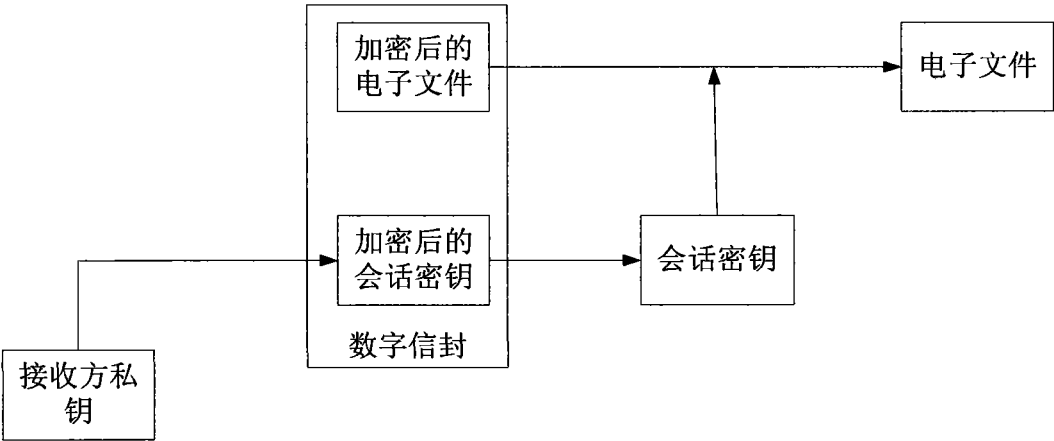 加密后的
电子文件
电子文件
加密后的
会话密钥
会话密钥
数字信封
接收方私
钥